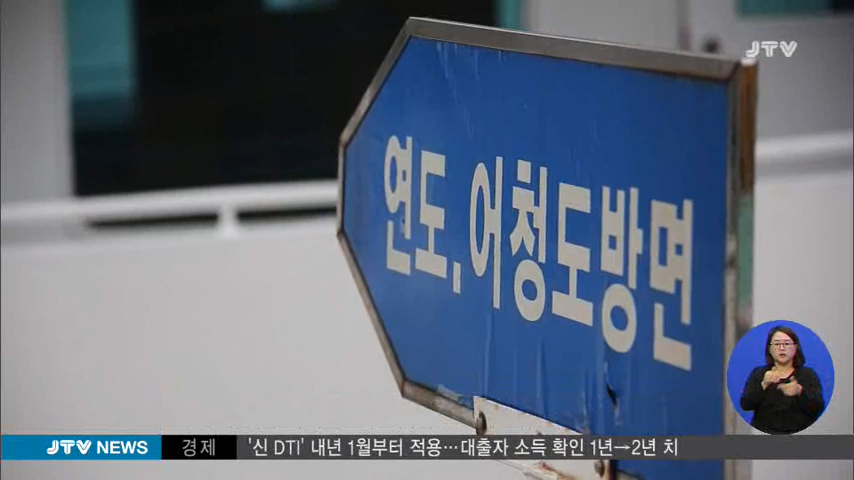 JTV
연도, 어청도방면
JTV NEWS 경제 '신 DTI' 내년 1월부터 적용…대출자 소득 확인 1년→2년 치